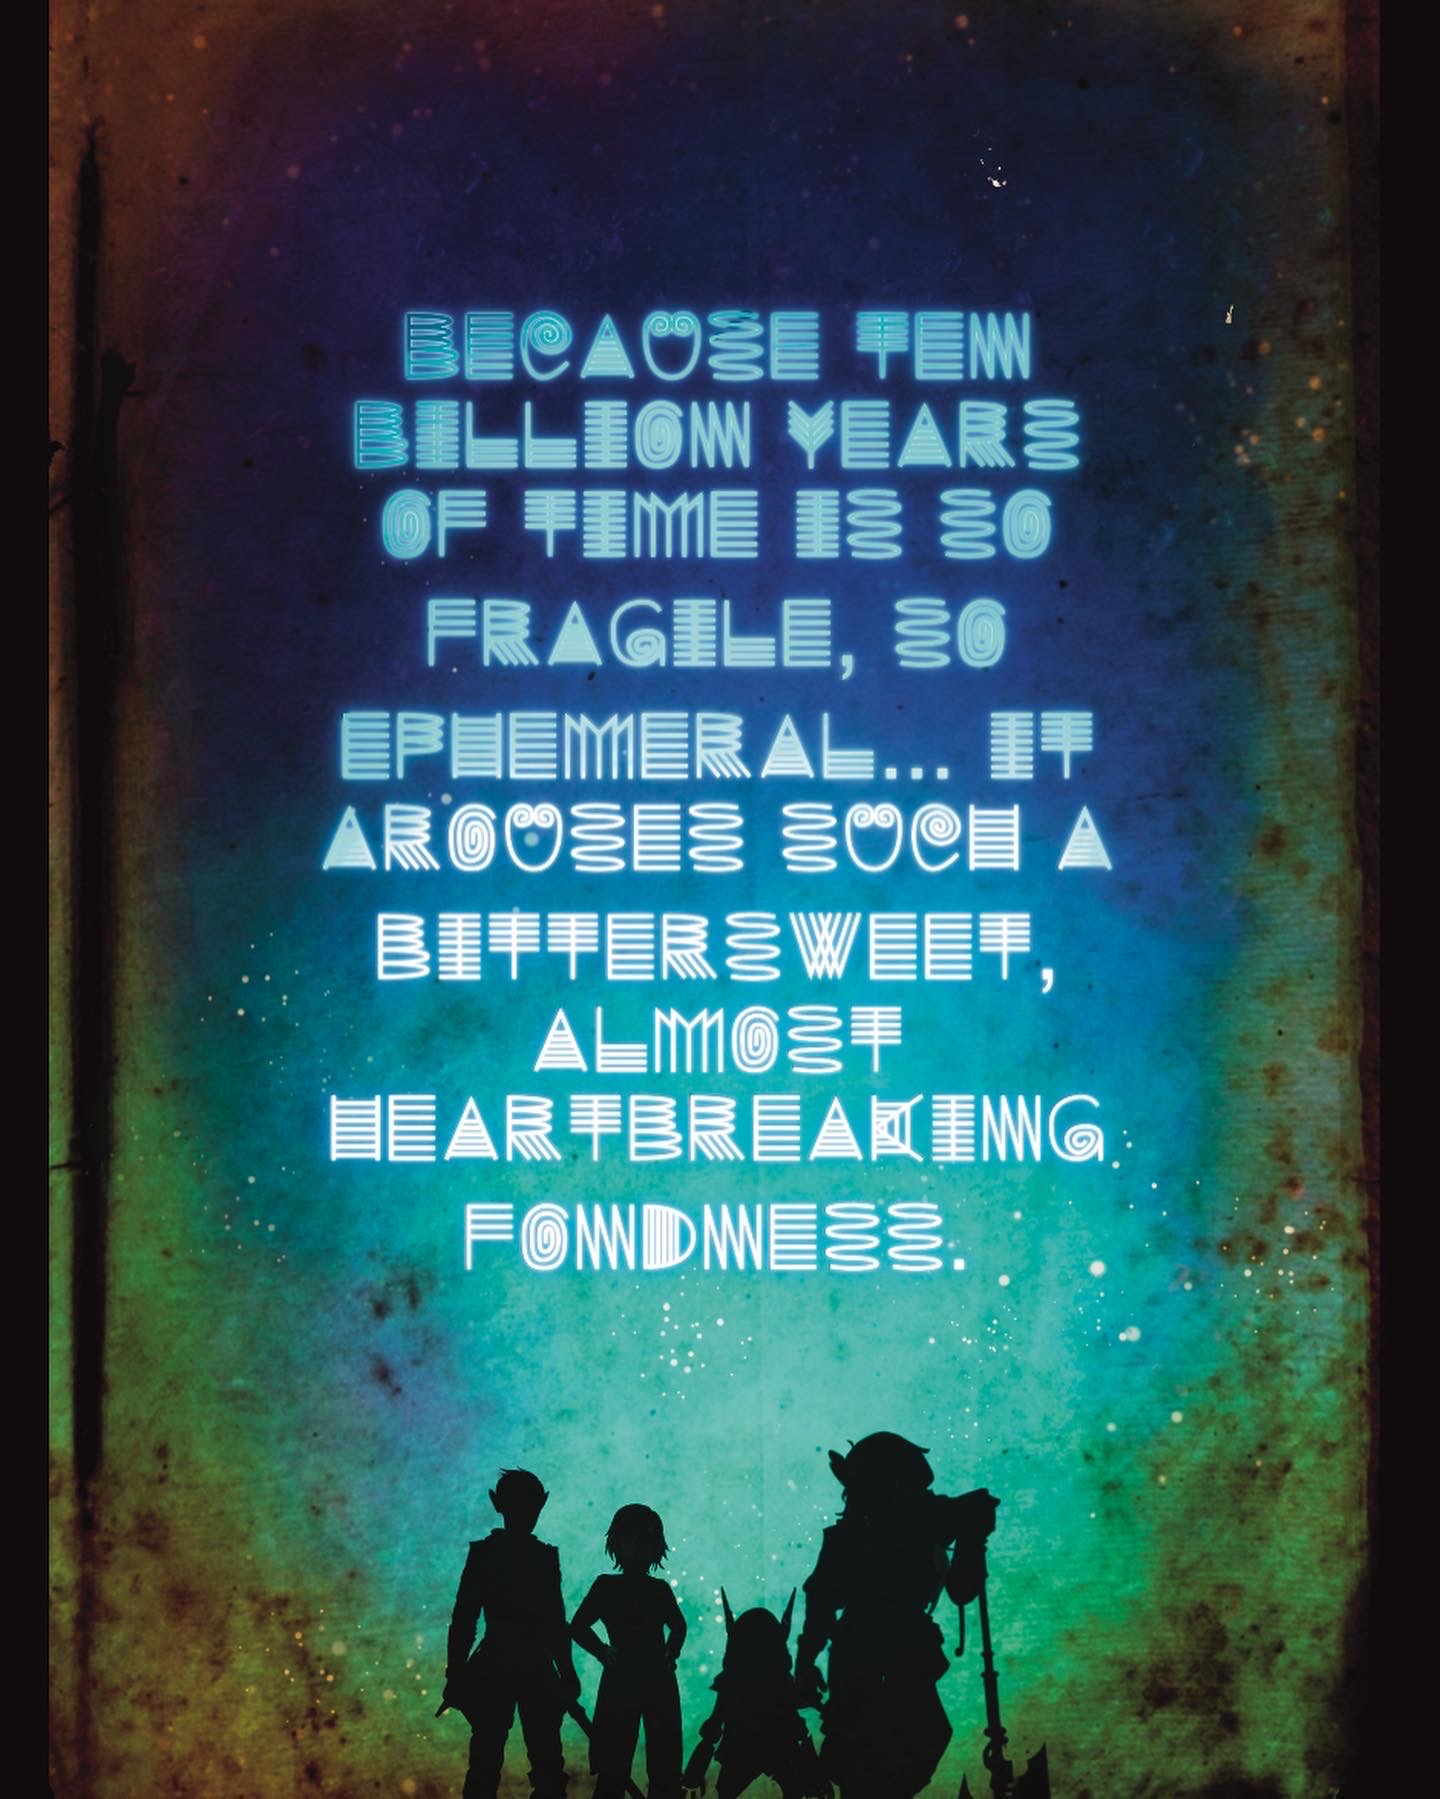 BECAUSE TEN
BILLION YEARS
OF TIME IS SO
FRAGILE, SO
EPHEMERAL... IT
AROUSES SUCH A
BITTERSWEET,
ALMOST
HEARTBREAKING
FONDNESS.